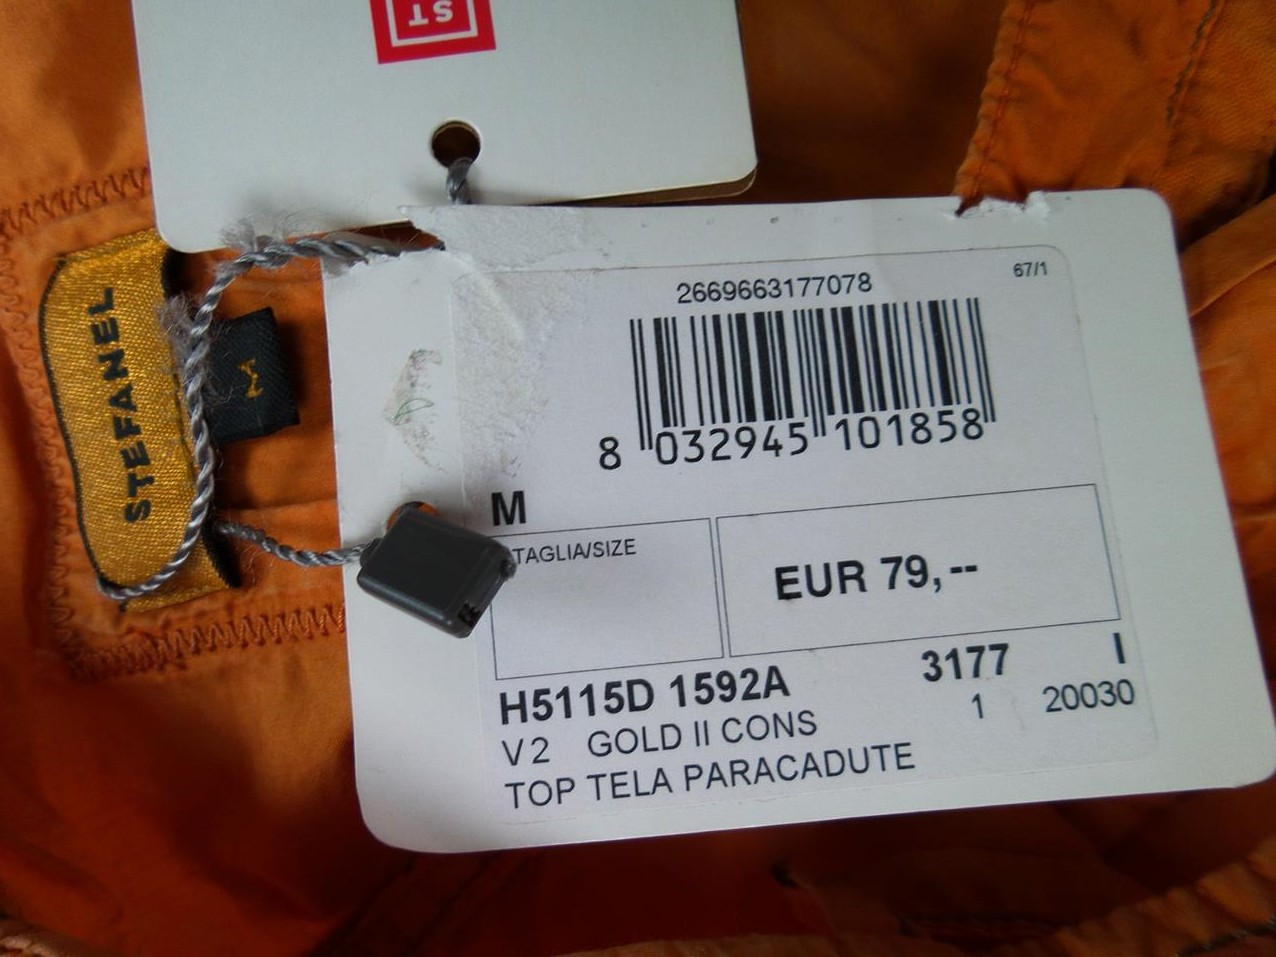 ST
STEFANEL
M
2669663177078
67/1
8 032945 101858
M
TAGLIA/SIZE
EUR 79,--
H5115D 1592A 3177 I
V2 GOLD II CONS 1 20030
TOP TELA PARACADUTE